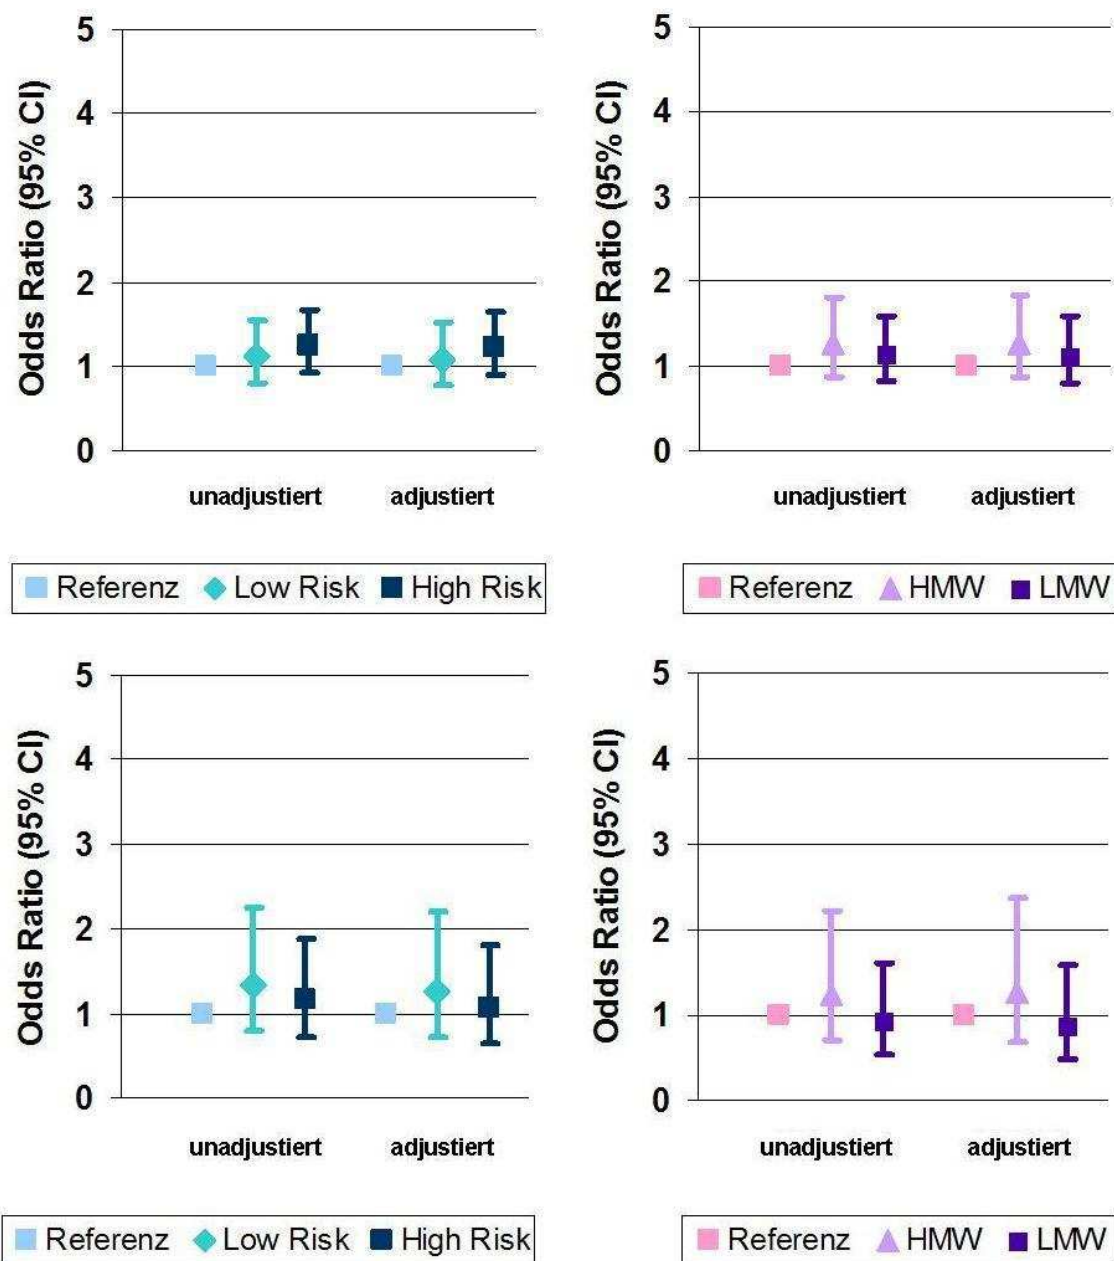 Odds Ratio (95% CI)
5
4
3
2
1
0
unadjustiert adjustiert
Referenz Low Risk High Risk
Odds Ratio (95% CI)
5
4
3
2
1
0
unadjustiert adjustiert
Referenz HMW LMW
Odds Ratio (95% CI)
5
4
3
2
1
0
unadjustiert adjustiert
Referenz Low Risk High Risk
Odds Ratio (95% CI)
5
4
3
2
1
0
unadjustiert adjustiert
Referenz HMW LMW